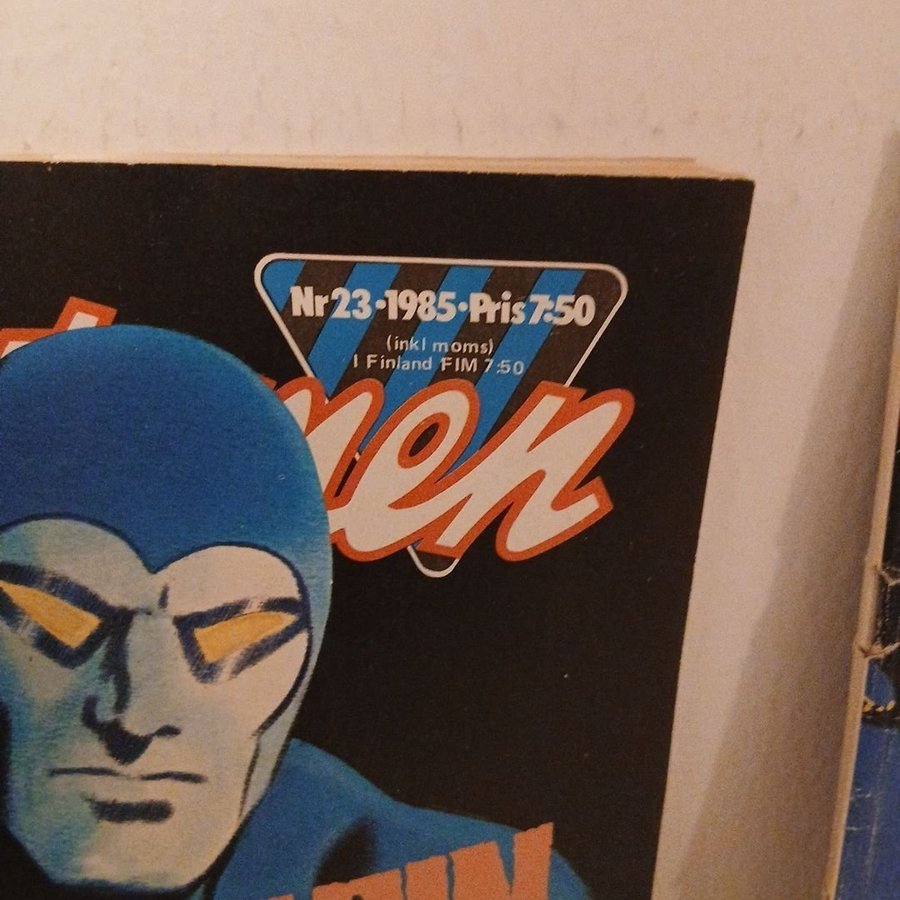 Nr 23 • 1985 • Pris 7:50
(inkl moms)
I Finland FIM 7:50
men